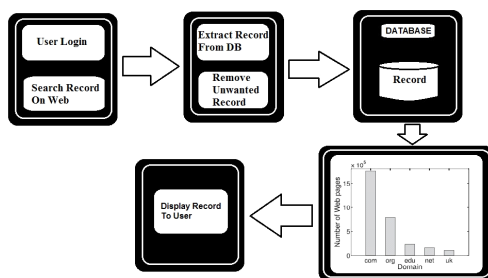 User Login
Search Record
On Web
Extract Record
From DB
Remove
Unwanted
Record
DATABASE
Record
Display Record
To User
× 10⁵
15
10
5
0
Number of Web pages
com org edu net uk
Domain